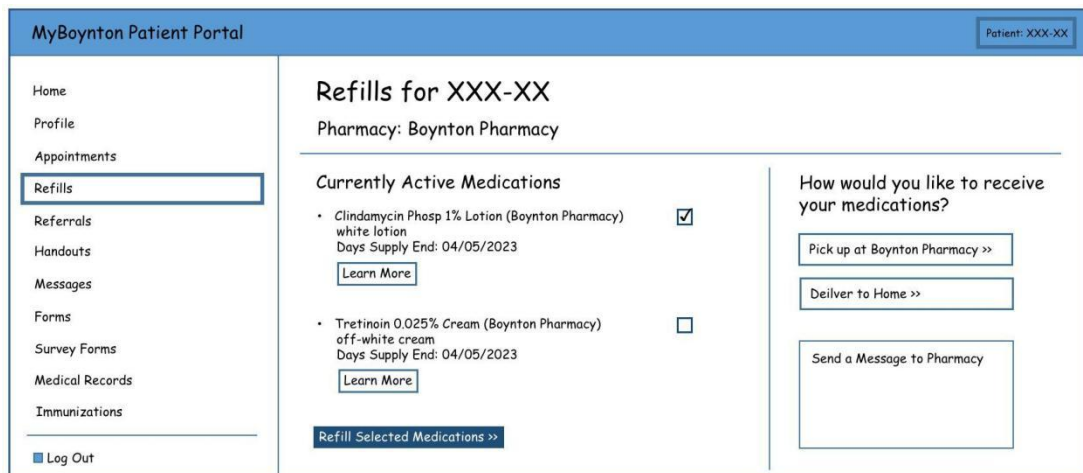 MyBoynton Patient Portal
Patient: XXX-XX
Home
Profile
Appointments
Refills
Referrals
Handouts
Messages
Forms
Survey Forms
Medical Records
Immunizations
Log Out
Refills for XXX-XX
Pharmacy: Boynton Pharmacy
Currently Active Medications
• Clindamycin Phosp 1% Lotion (Boynton Pharmacy)
white lotion
Days Supply End: 04/05/2023
Learn More
• Tretinoin 0.025% Cream (Boynton Pharmacy)
off-white cream
Days Supply End: 04/05/2023
Learn More
Refill Selected Medications >>
How would you like to receive
your medications?
Pick up at Boynton Pharmacy >>
Deilver to Home >>
Send a Message to Pharmacy